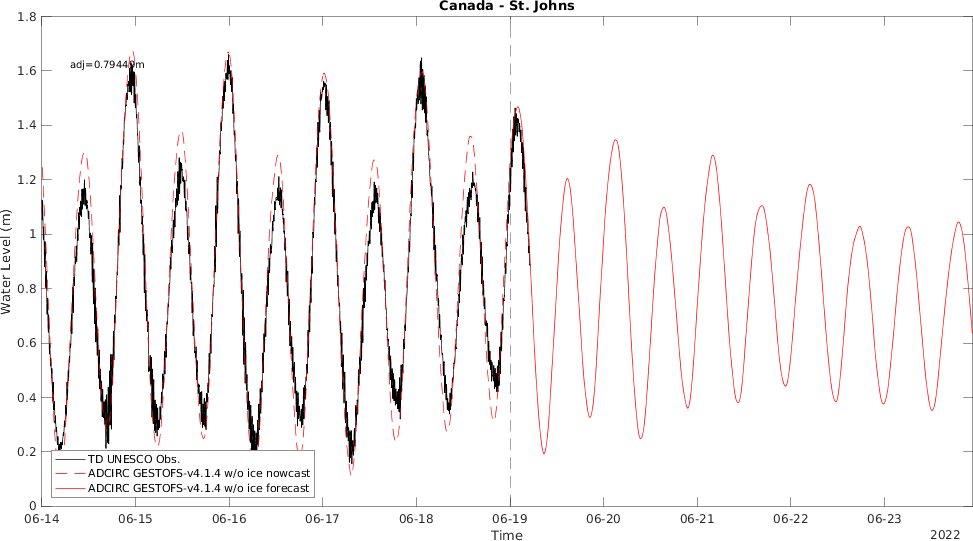 Canada - St. Johns
adj=0.79449m
Water Level (m)
1.8
1.6
1.4
1.2
1
0.8
0.6
0.4
0.2
0
TD UNESCO Obs.
ADCIRC GESTOFS-v4.1.4 w/o ice nowcast
ADCIRC GESTOFS-v4.1.4 w/o ice forecast
06-14 06-15 06-16 06-17 06-18 06-19 06-20 06-21 06-22 06-23
Time
2022